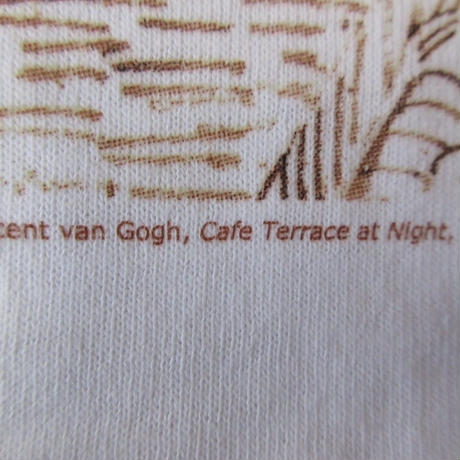 cent van Gogh, Cafe Terrace at Night,